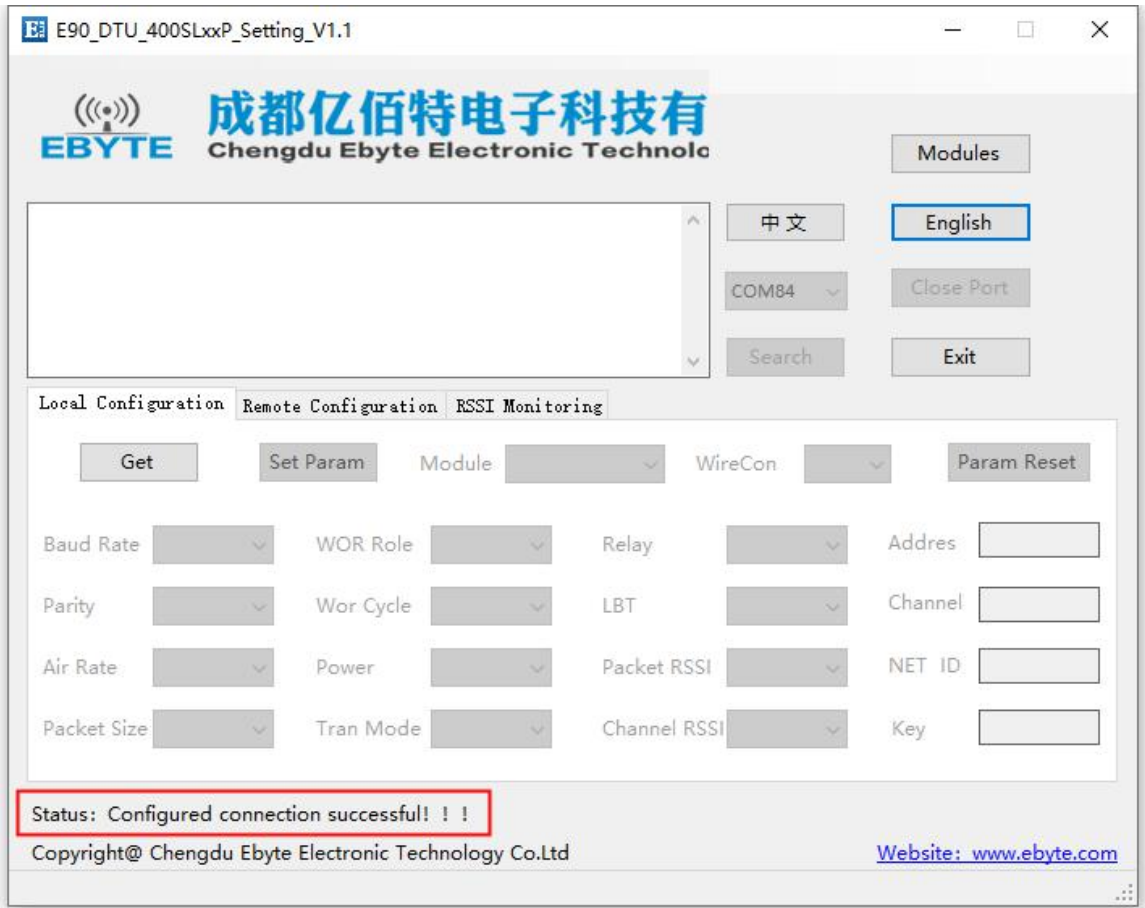 E90_DTU_400SLxxP_Setting_V1.1
EBYTE
成都亿佰特电子科技有
Chengdu Ebyte Electronic Technolo
Modules
中文
English
COM84
Close Port
Search
Exit
Local Configuration Remote Configuration RSSI Monitoring
Get Set Param Module WireCon Param Reset
Baud Rate WOR Role Relay Addres
Parity Wor Cycle LBT Channel
Air Rate Power Packet RSSI NET ID
Packet Size Tran Mode Channel RSSI Key
Status: Configured connection successful! ! !
Copyright@ Chengdu Ebyte Electronic Technology Co.Ltd
Website: www.ebyte.com